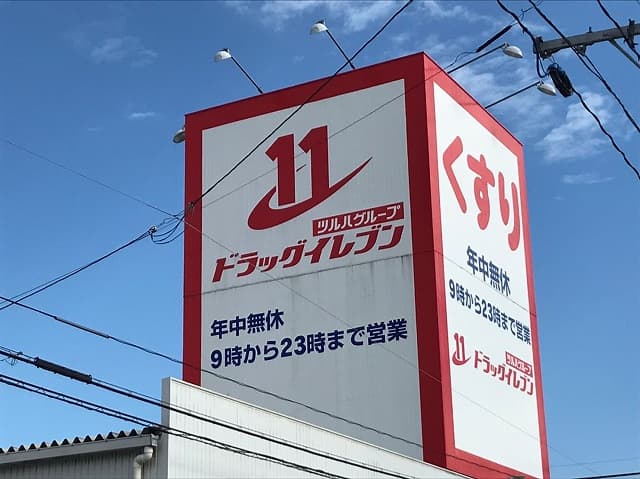 11
ツルハグループ
ドラッグイレブン
年中無休
9時から23時まで営業
くすり
年中無休
9時から23時まで営業
11
ツルハグループ
ドラッグイレブン